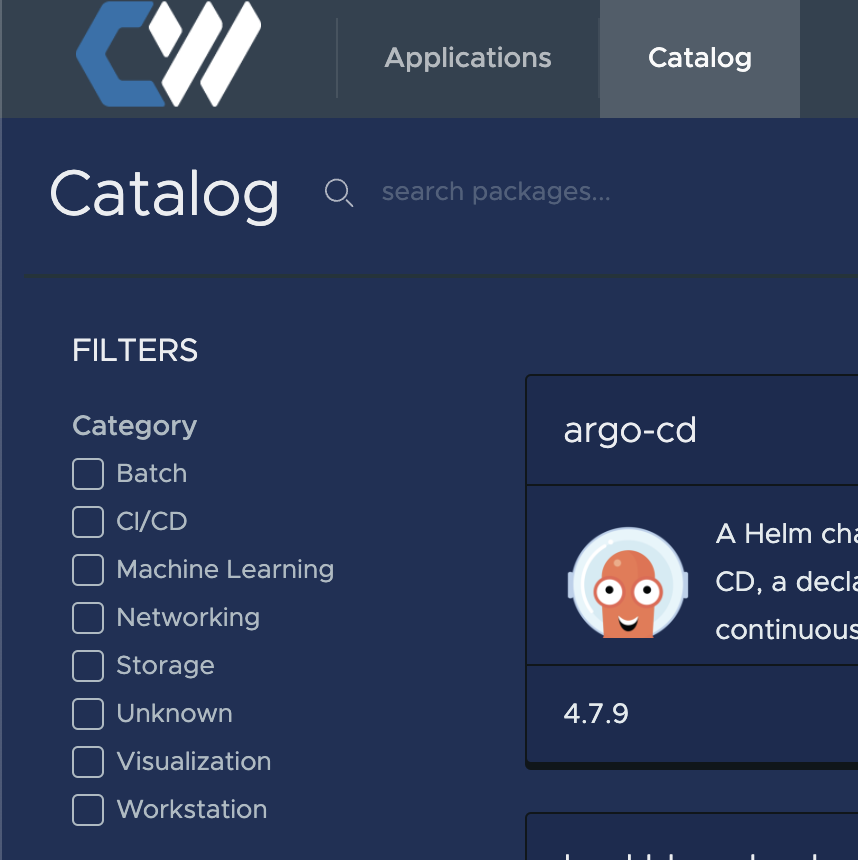 CW
Applications
Catalog
Catalog
search packages...
FILTERS
Category
Batch
CI/CD
Machine Learning
Networking
Storage
Unknown
Visualization
Workstation
argo-cd
A Helm cha
CD, a decla
continuous
4.7.9